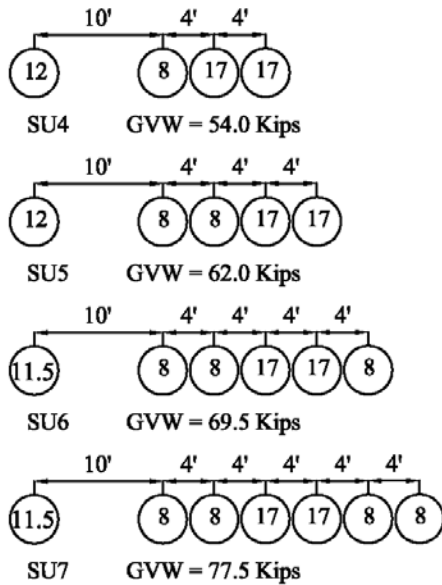 10' 4' 4'
12 8 17 17
SU4 GVW = 54.0 Kips
10' 4' 4' 4'
12 8 8 17 17
SU5 GVW = 62.0 Kips
10' 4' 4' 4' 4'
11.5 8 8 17 17 8
SU6 GVW = 69.5 Kips
10' 4' 4' 4' 4' 4'
11.5 8 8 17 17 8 8
SU7 GVW = 77.5 Kips